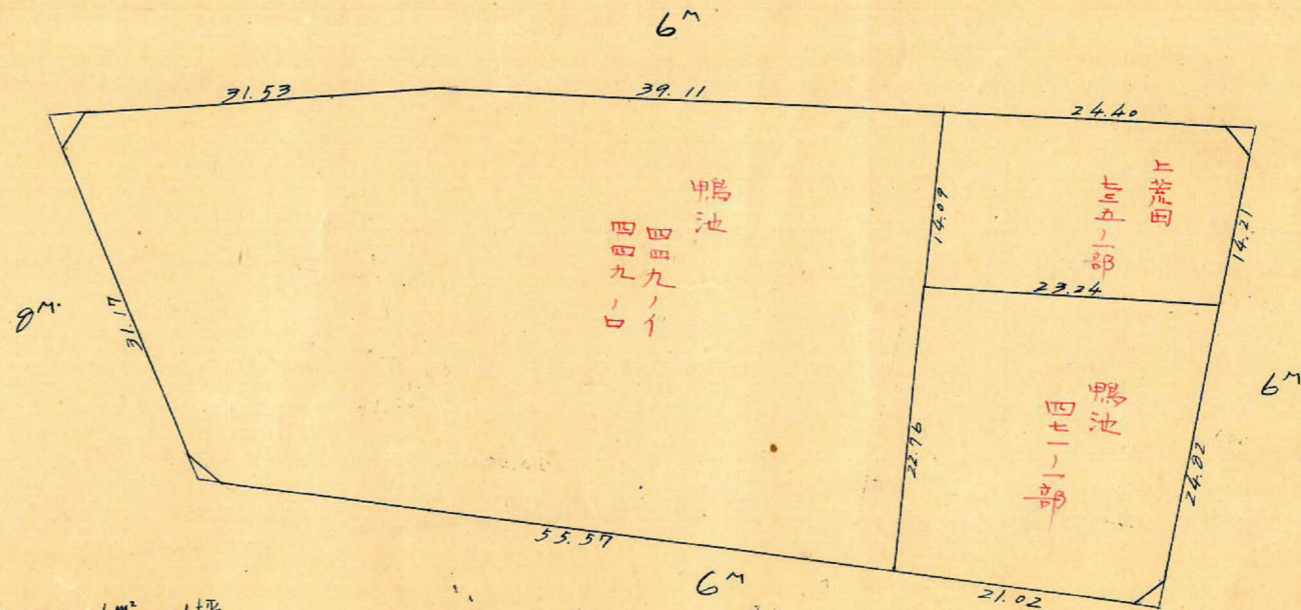 6ᴹ
31.53
39.11
24.40
上荒田
七三五ノ一部
鴨池
四四九ノイ
四四九ノロ
14.09
14.21
23.24
8ᴹ.
31.17
6ᴹ
鴨池
四七一ノ一部
22.96
24.82
55.57
6ᴹ
21.02